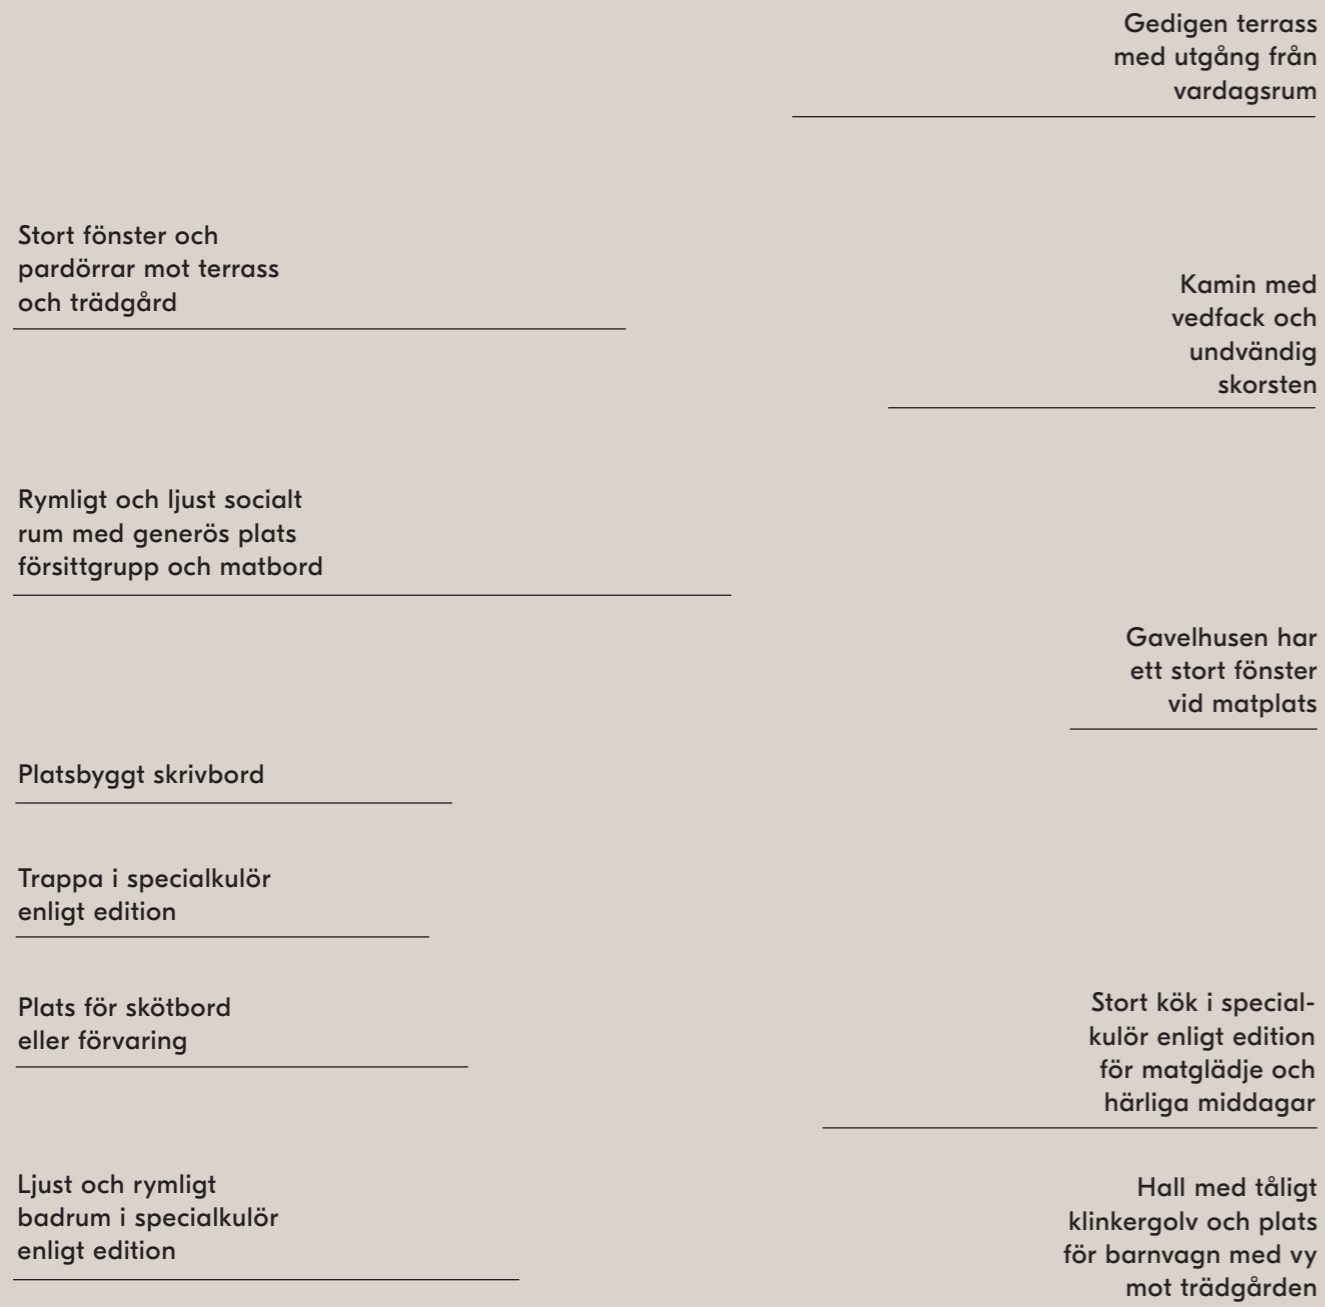 Gedigen terrass
med utgång från
vardagsrum
Stort fönster och
pardörrar mot terrass
och trädgård
Kamin med
vedfack och
undvändig
skorsten
Rymligt och ljust socialt
rum med generös plats
försittgrupp och matbord
Gavelhusen har
ett stort fönster
vid matplats
Platsbyggt skrivbord
Trappa i specialkulör
enligt edition
Plats för skötbord
eller förvaring
Stort kök i special-
kulör enligt edition
för matglädje och
härliga middagar
Ljust och rymligt
badrum i specialkulör
enligt edition
Hall med tåligt
klinkergolv och plats
för barnvagn med vy
mot trädgården